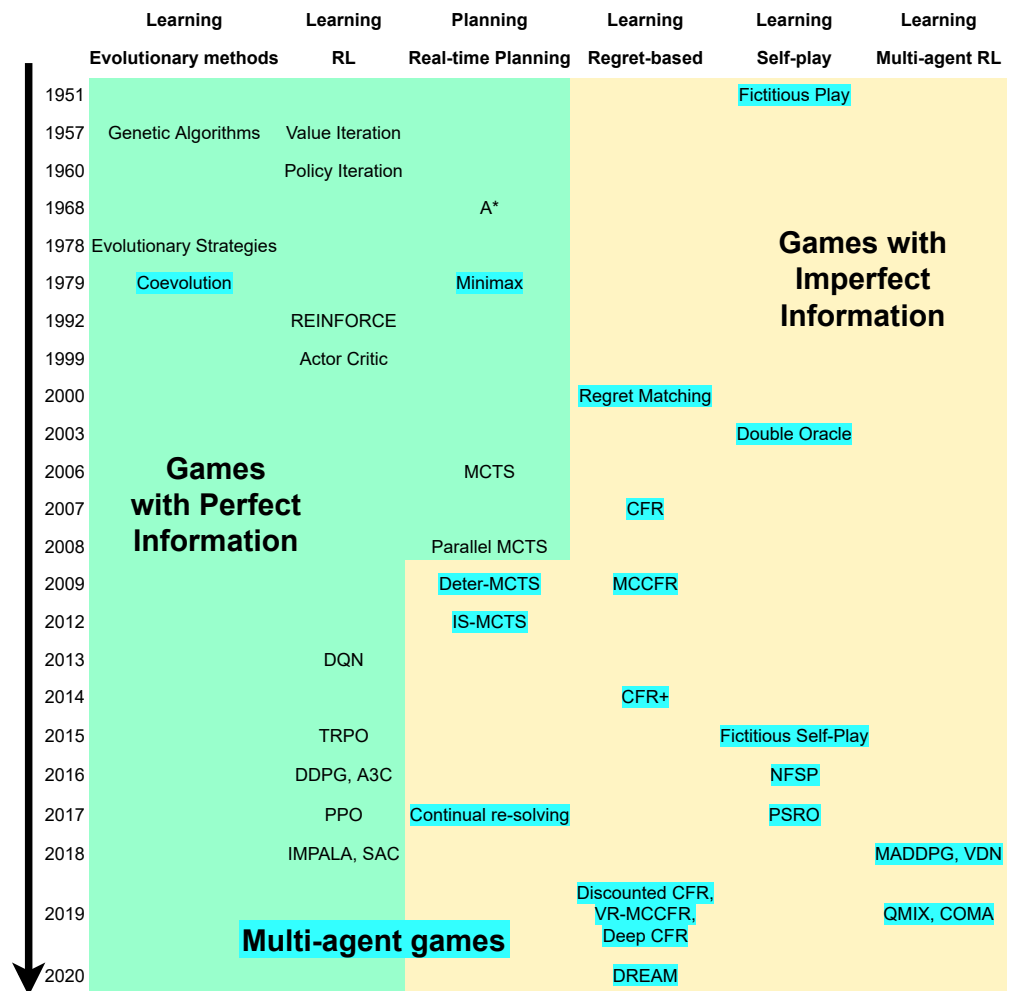 Learning Learning Planning Learning Learning Learning
Evolutionary methods RL Real-time Planning Regret-based Self-play Multi-agent RL
1951 Fictitious Play
1957 Genetic Algorithms Value Iteration
1960 Policy Iteration
1968 A*
1978 Evolutionary Strategies
Games with
Imperfect
Information
1979 Coevolution Minimax
1992 REINFORCE
1999 Actor Critic
2000 Regret Matching
2003 Double Oracle
Games
with Perfect
Information
2006 MCTS
2007 CFR
2008 Parallel MCTS
2009 Deter-MCTS MCCFR
2012 IS-MCTS
2013 DQN
2014 CFR+
2015 TRPO Fictitious Self-Play
2016 DDPG, A3C NFSP
2017 PPO Continual re-solving PSRO
2018 IMPALA, SAC MADDPG, VDN
Discounted CFR,
2019 VR-MCCFR, QMIX, COMA
Deep CFR
Multi-agent games
2020 DREAM